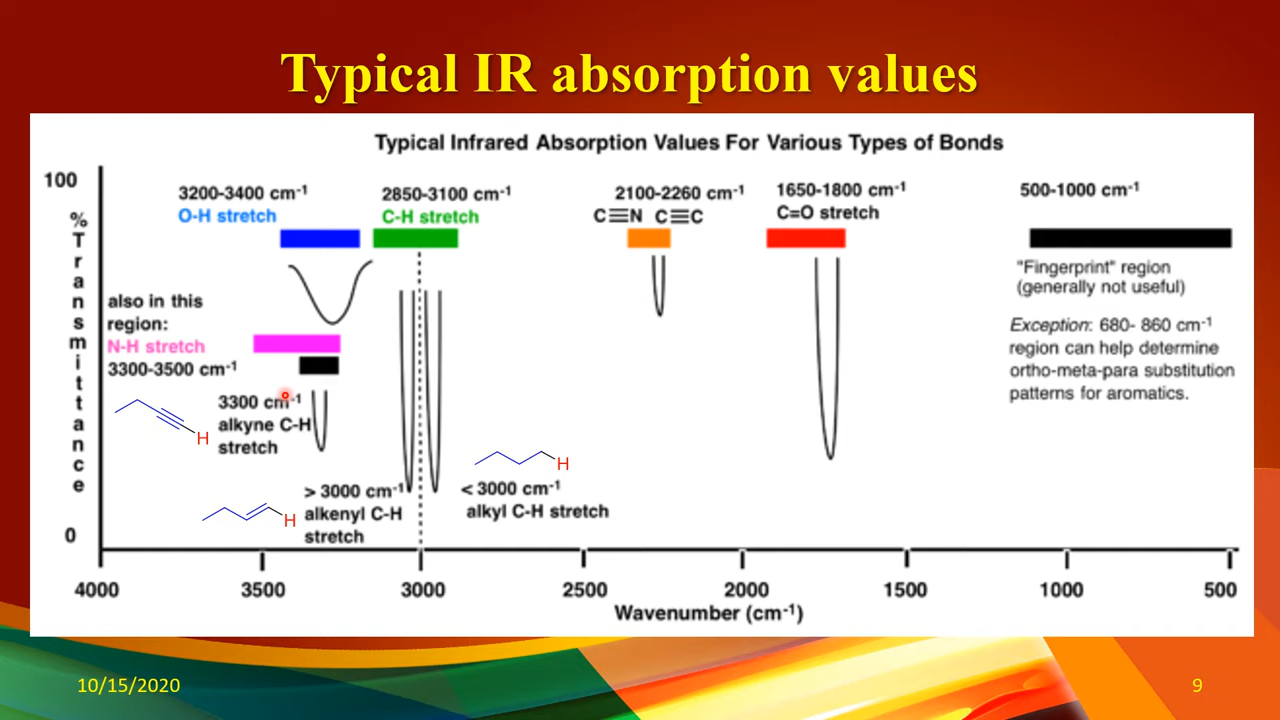 Typical IR absorption values
Typical Infrared Absorption Values For Various Types of Bonds
100
% Transmittance
0
3200-3400 cm⁻¹
O-H stretch
2850-3100 cm⁻¹
C-H stretch
2100-2260 cm⁻¹
C≡N C≡C
1650-1800 cm⁻¹
C=O stretch
500-1000 cm⁻¹
"Fingerprint" region
(generally not useful)
Exception: 680- 860 cm⁻¹
region can help determine
ortho-meta-para substitution
patterns for aromatics.
also in this
region:
N-H stretch
3300-3500 cm⁻¹
3300 cm⁻¹
alkyne C-H
stretch
H
> 3000 cm⁻¹
alkenyl C-H
stretch
H
H
< 3000 cm⁻¹
alkyl C-H stretch
4000 3500 3000 2500 2000 1500 1000 500
Wavenumber (cm⁻¹)
10/15/2020
9